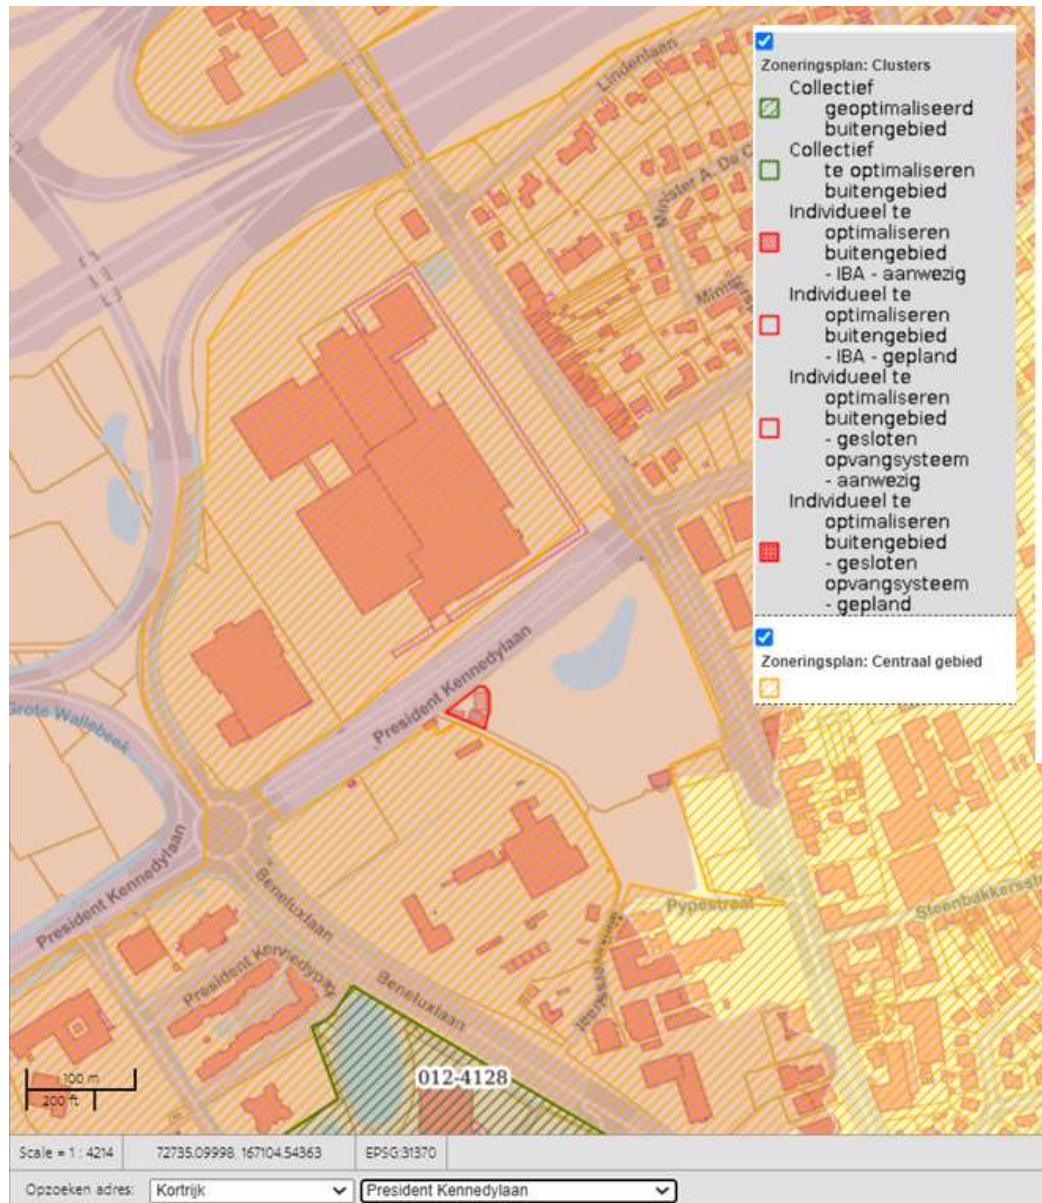 Lindenlaan
Minister A. De C
President Kennedylaan
Grote Wallebeek
President Kennedylaan
Beneluxlaan
President Kennedypark
Beneluxlaan
Pypestraat
Steenbakkersstr
012-4128
100 m
200 ft
Zoneringsplan: Clusters
Collectief
geoptimaliseerd
buitengebied
Collectief
te optimaliseren
buitengebied
Individueel te
optimaliseren
buitengebied
- IBA - aanwezig
Individueel te
optimaliseren
buitengebied
- IBA - gepland
Individueel te
optimaliseren
buitengebied
- gesloten
opvangsysteem
- aanwezig
Individueel te
optimaliseren
buitengebied
- gesloten
opvangsysteem
- gepland
Zoneringsplan: Centraal gebied
Scale = 1 : 4214
72735.09998, 167104.54363
EPSG:31370
Opzoeken adres:
Kortrijk
President Kennedylaan